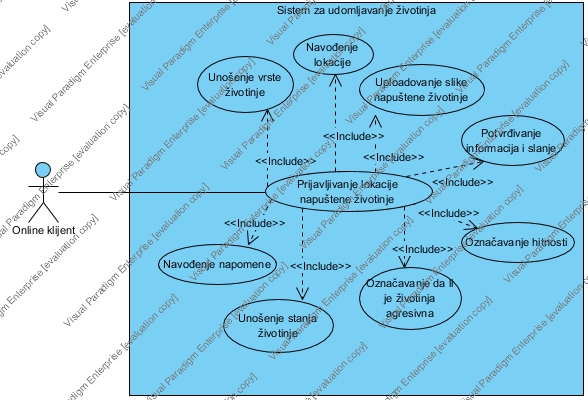 Sistem za udomljavanje životinja
Navođenje
lokacije
Unošenje vrste
životinje
Uploadovanje slike
napuštene životinje
Potvrđivanje
informacija i slanje
<<Include>>
<<Include>>
<<Include>>
<<Include>>
Prijavljivanje lokacije
napuštene životinje
Online klijent
<<Include>>
<<Include>>
<<Include>>
<<Include>>
Označavanje hitnosti
Navođenje napomene
Označavanje da li
je životinja
agresivna
Unošenje stanja
životinje
Visual Paradigm Enterprise [evaluation copy]